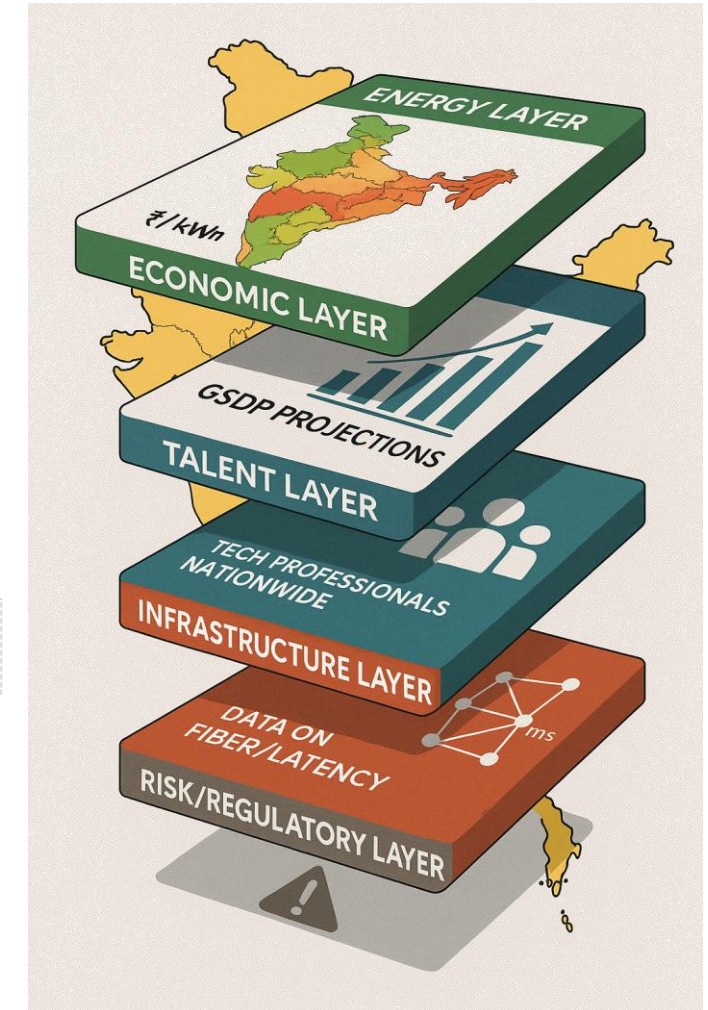 ENERGY LAYER
₹/kWn
ECONOMIC LAYER
GSDP PROJECTIONS
TALENT LAYER
TECH PROFESSIONALS
NATIONWIDE
INFRASTRUCTURE LAYER
DATA ON
FIBER/LATENCY
ms
RISK/REGULATORY LAYER